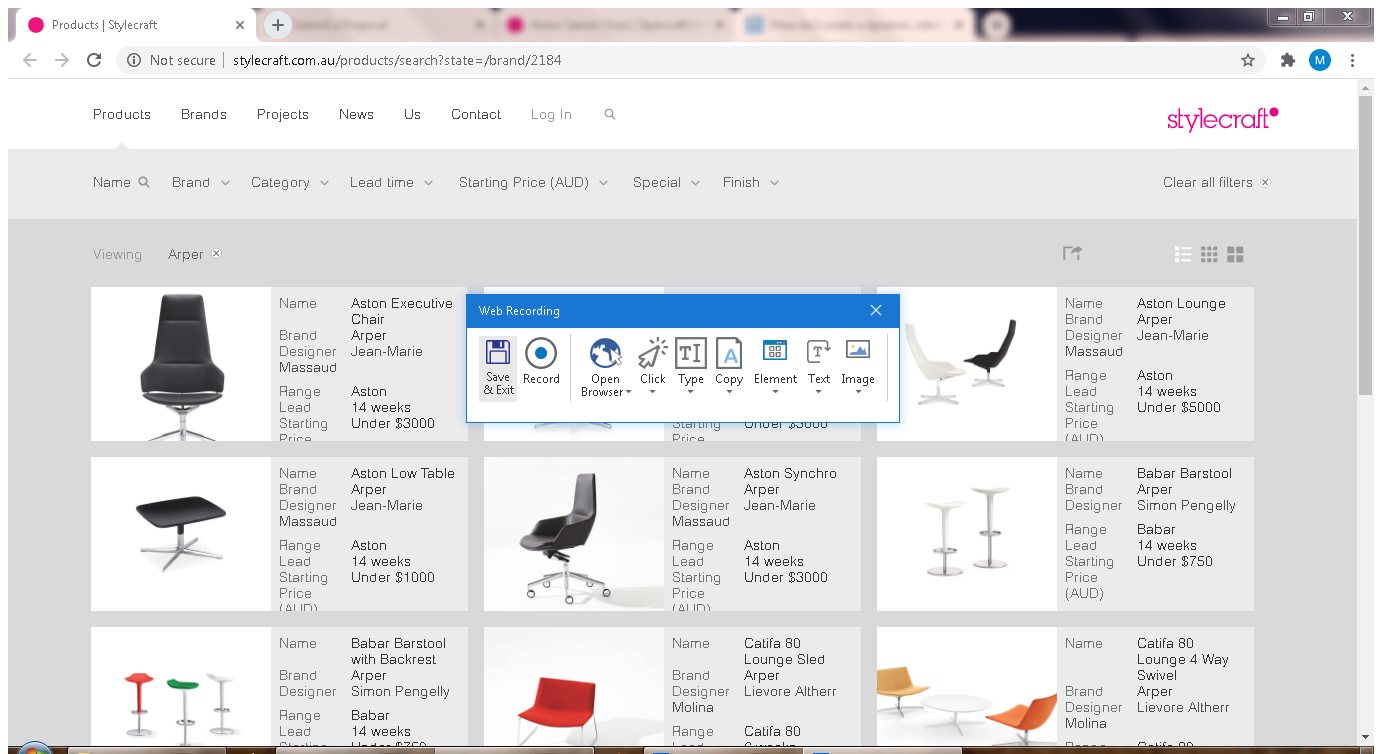 Products | Stylecraft
Not secure | stylecraft.com.au/products/search?state=/brand/2184
M
Products Brands Projects News Us Contact Log In
stylecraft
Name Brand Category Lead time Starting Price (AUD) Special Finish Clear all filters
Viewing Arper
Name Aston Executive
Chair
Brand Arper
Designer Jean-Marie
Massaud
Range Aston
Lead 14 weeks
Starting Under $3000
Price
Web Recording
Save
& Exit
Record
Open
Browser
Click
Type
Copy
Element
Text
Image
Starting Under $3000
Price
Name Aston Lounge
Brand Arper
Designer Jean-Marie
Massaud
Range Aston
Lead 14 weeks
Starting Under $5000
Price
(AUD)
Name Aston Low Table
Brand Arper
Designer Jean-Marie
Massaud
Range Aston
Lead 14 weeks
Starting Under $1000
Price
(AUD)
Name Aston Synchro
Brand Arper
Designer Jean-Marie
Massaud
Range Aston
Lead 14 weeks
Starting Under $3000
Price
(AUD)
Name Babar Barstool
Brand Arper
Designer Simon Pengelly
Range Babar
Lead 14 weeks
Starting Under $750
Price
(AUD)
Name Babar Barstool
with Backrest
Brand Arper
Designer Simon Pengelly
Range Babar
Lead 14 weeks
Starting Under $750
Name Catifa 80
Lounge Sled
Brand Arper
Designer Lievore Altherr
Molina
Range Catifa 80
Lead 6 weeks
Name Catifa 80
Lounge 4 Way
Swivel
Brand Arper
Designer Lievore Altherr
Molina
Range Catifa 80